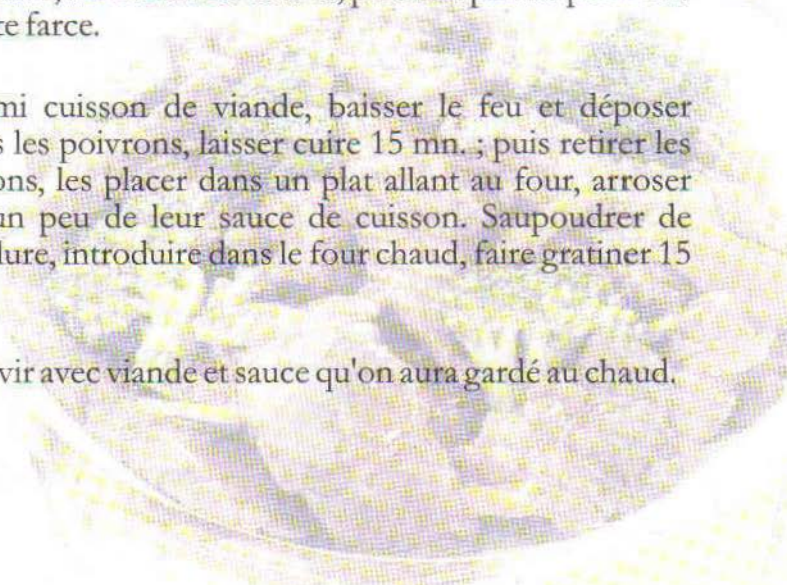 te farce.
mi cuisson de viande, baisser le feu et déposer
s les poivrons, laisser cuire 15 mn. ; puis retirer les
ons, les placer dans un plat allant au four, arroser
un peu de leur sauce de cuisson. Saupoudrer de
lure, introduire dans le four chaud, faire gratiner 15
vir avec viande et sauce qu'on aura gardé au chaud.